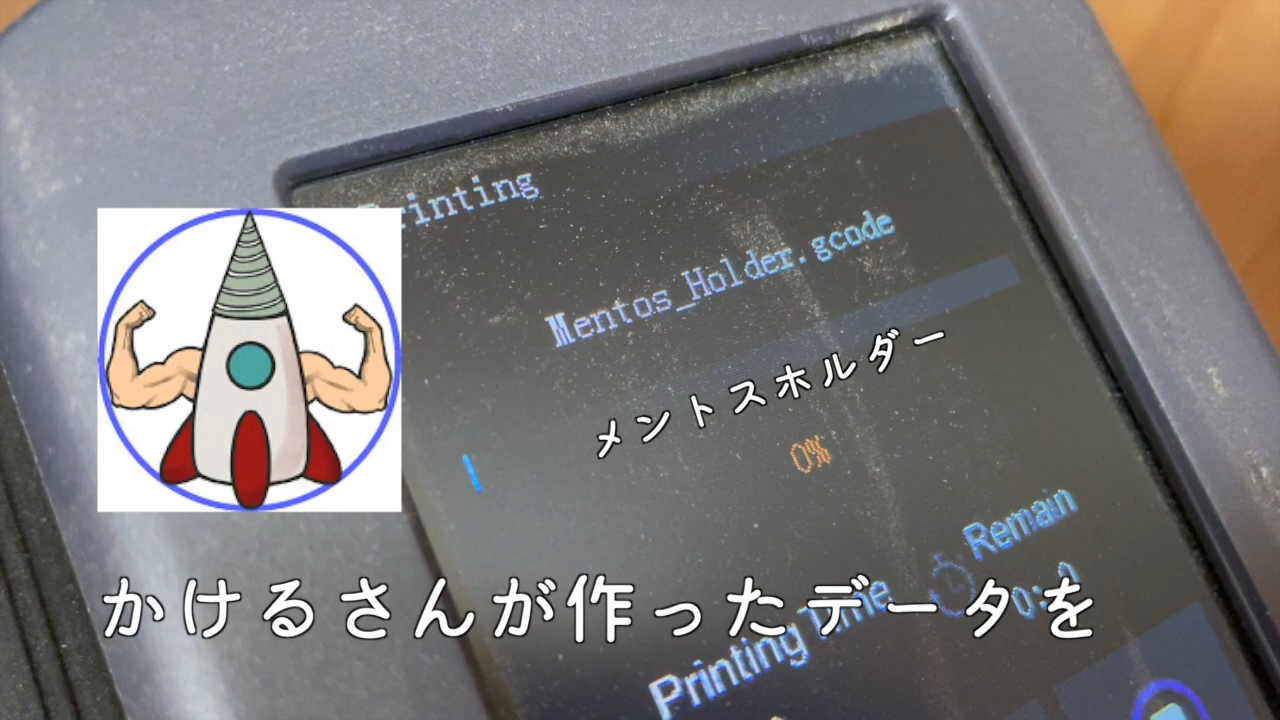 Printing
Mentos_Holder.gcode
メントスホルダー
0%
Remain
Printing Time
かけるさんが作ったデータを